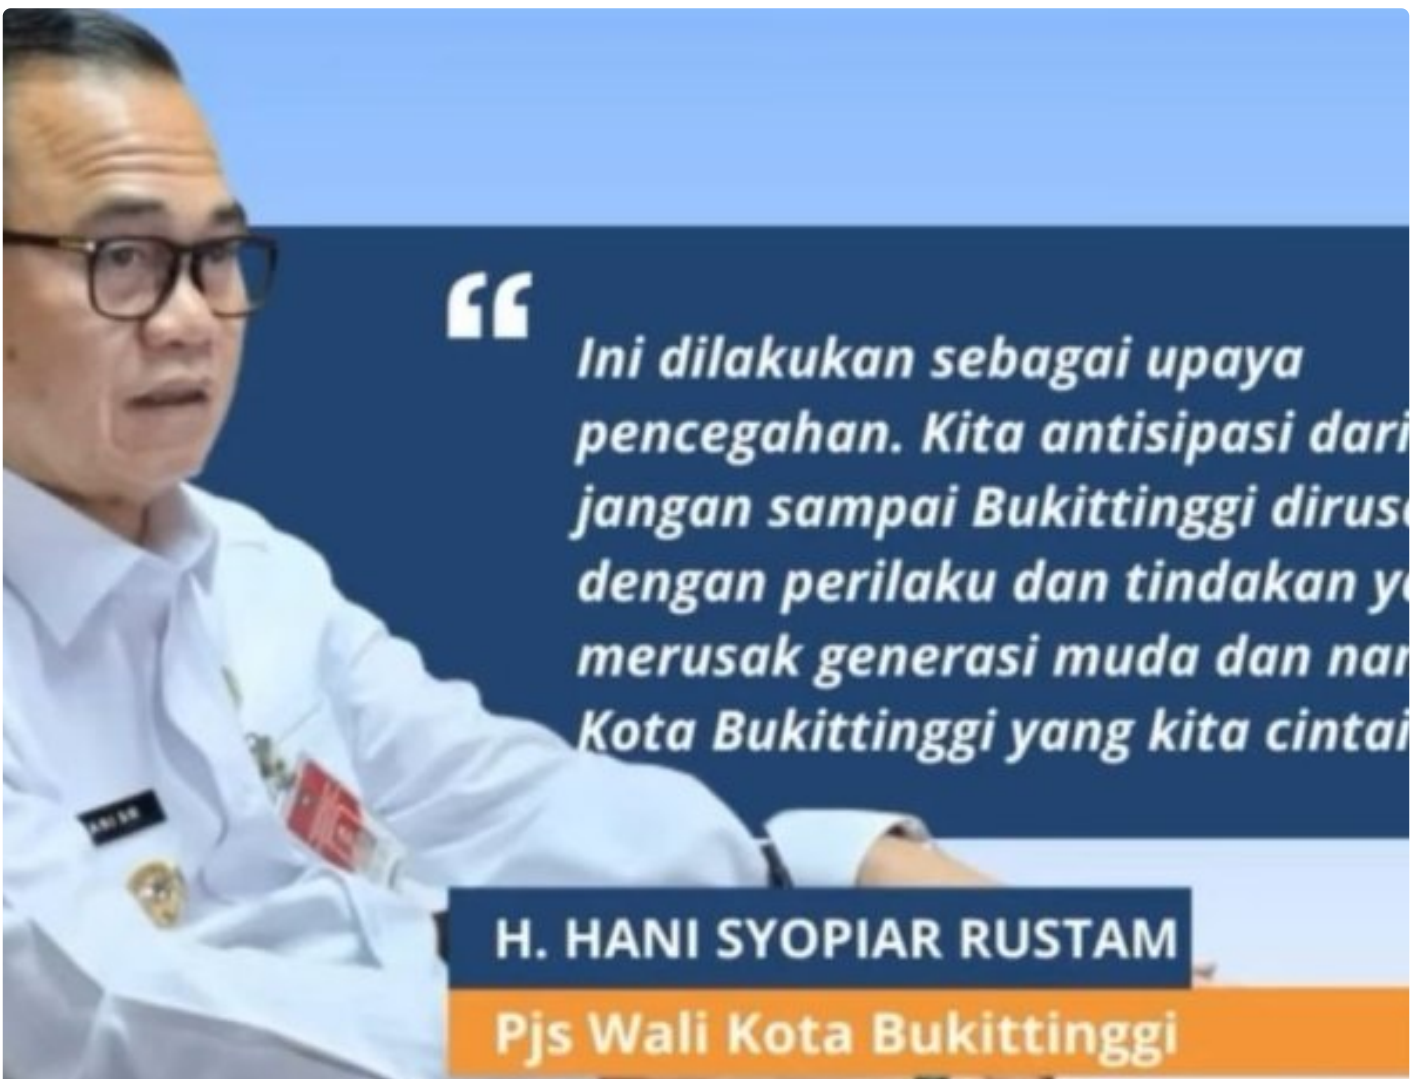 “
Ini dilakukan sebagai upaya
pencegahan. Kita antisipasi dari
jangan sampai Bukittinggi
dengan perilaku dan tindakan
merusak generasi muda dan
Kota Bukittinggi yang kita cintai
H. HANI SYOPIAR RUSTAM
Pjs Wali Kota Bukittinggi